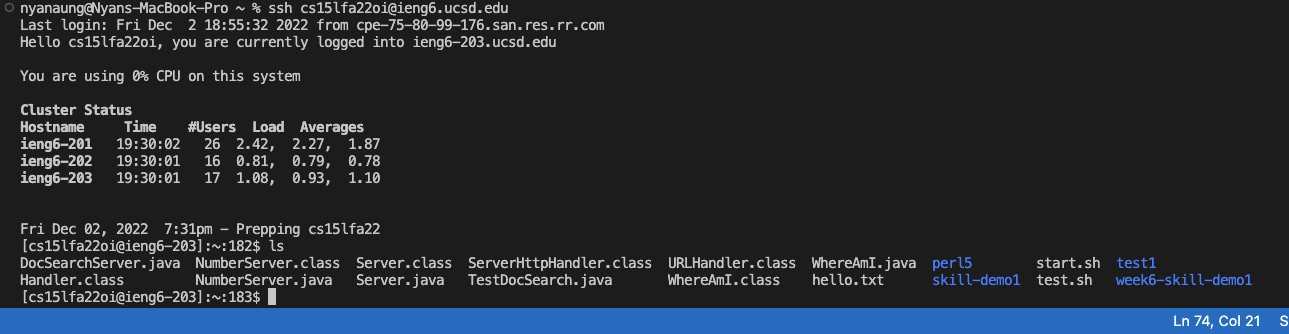 nyanaung@Nyans-MacBook-Pro ~ % ssh cs15lfa22oi@ieng6.ucsd.edu
Last login: Fri Dec  2 18:55:32 2022 from cpe-75-80-99-176.san.res.rr.com
Hello cs15lfa22oi, you are currently logged into ieng6-203.ucsd.edu

You are using 0% CPU on this system

Cluster Status
Hostname     Time    #Users  Load  Averages
ieng6-201   19:30:02   26  2.42,  2.27,  1.87
ieng6-202   19:30:01   16  0.81,  0.79,  0.78
ieng6-203   19:30:01   17  1.08,  0.93,  1.10

Fri Dec 02, 2022  7:31pm - Prepping cs15lfa22
[cs15lfa22oi@ieng6-203]:~:182$ ls
DocSearchServer.java  NumberServer.class  Server.class  ServerHttpHandler.class  URLHandler.class  WhereAmI.java  perl5  start.sh  test1
Handler.class  NumberServer.java  Server.java  TestDocSearch.java  WhereAmI.class  hello.txt  skill-demo1  test.sh  week6-skill-demo1
[cs15lfa22oi@ieng6-203]:~:183$
Ln 74, Col 21  S